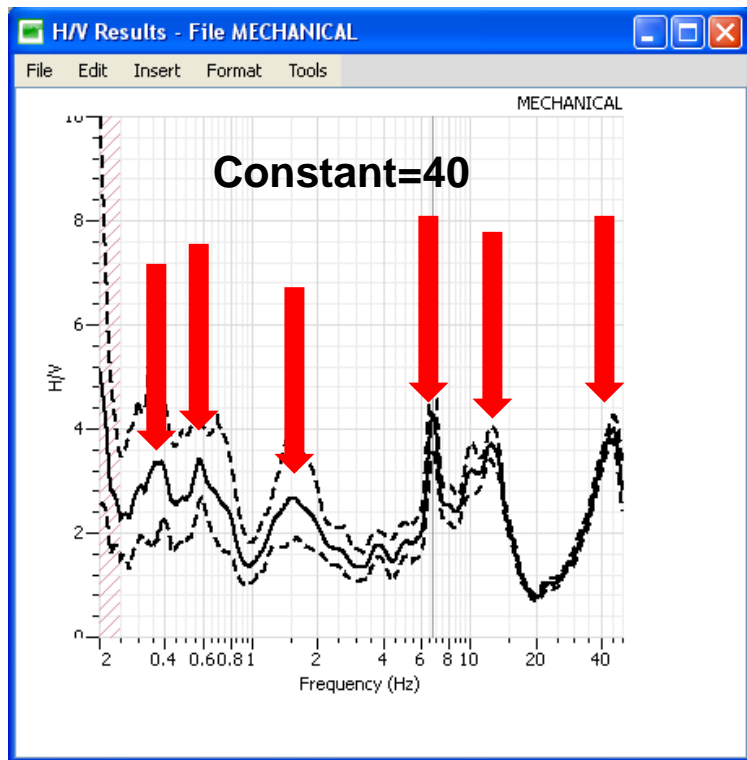 H/V Results - File MECHANICAL
File Edit Insert Format Tools
MECHANICAL
Constant=40
10
8
6
4
2
0
H/V
2 0.4 0.6 0.8 1 2 4 6 8 10 20 40
Frequency (Hz)